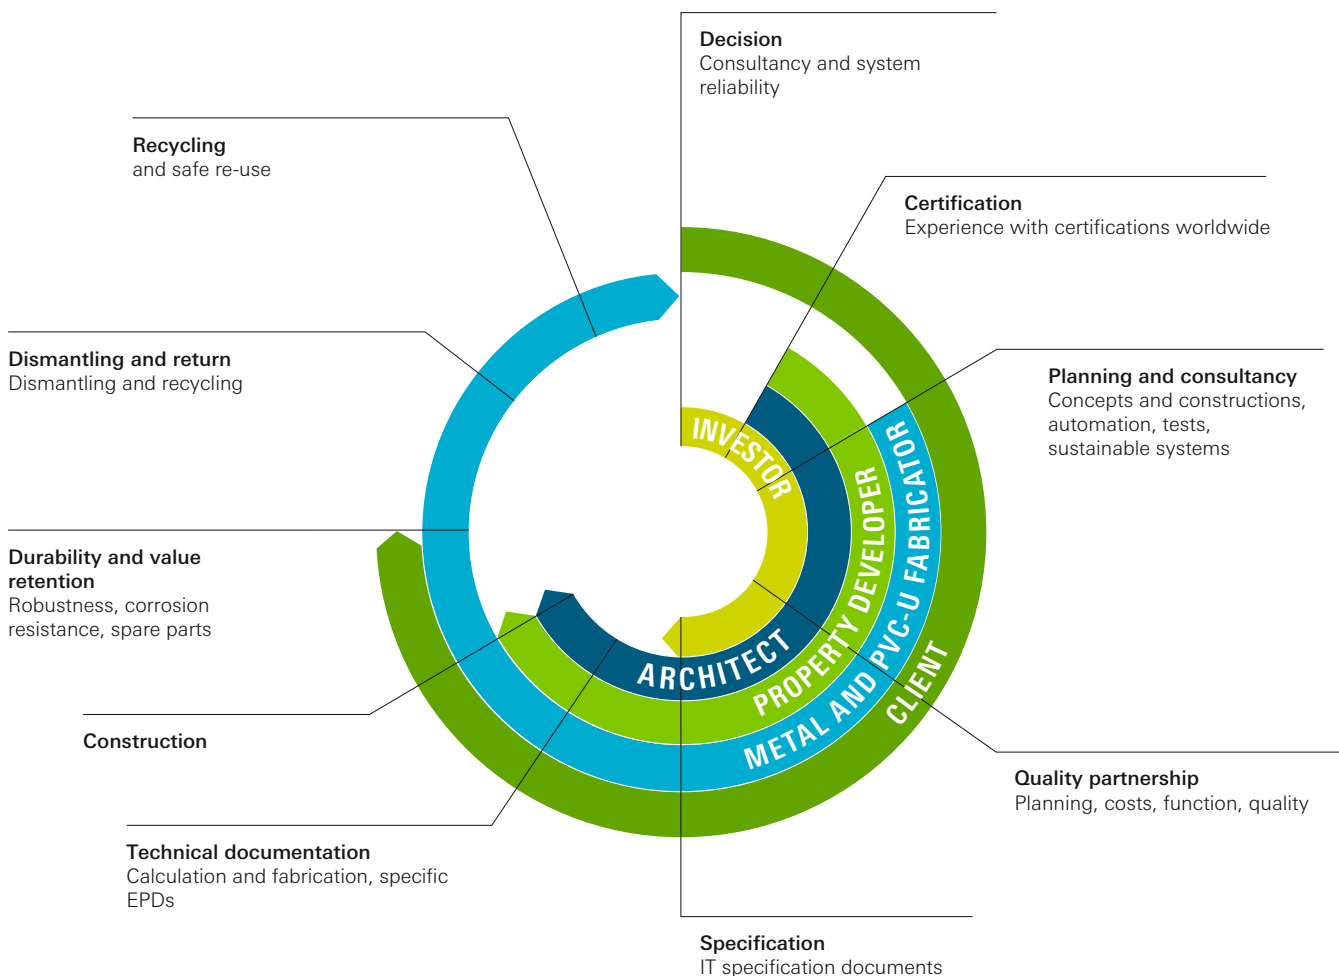 Decision
Consultancy and system
reliability
Recycling
and safe re-use
Certification
Experience with certifications worldwide
Dismantling and return
Dismantling and recycling
Planning and consultancy
Concepts and constructions,
automation, tests,
sustainable systems
INVESTOR
ARCHITECT
PROPERTY DEVELOPER
METAL AND PVC-U FABRICATOR
CLIENT
Durability and value
retention
Robustness, corrosion
resistance, spare parts
Construction
Quality partnership
Planning, costs, function, quality
Technical documentation
Calculation and fabrication, specific
EPDs
Specification
IT specification documents